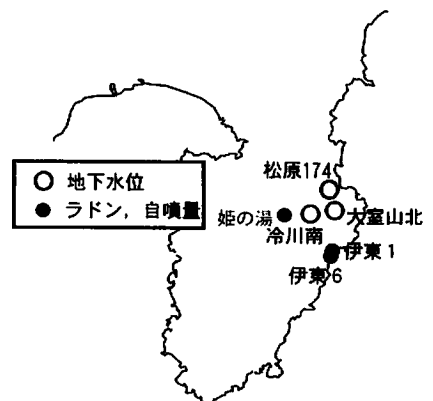 松原174
地下水位
ラドン，自噴量
姫の湯
大室山北
冷川南
伊東1
伊東6